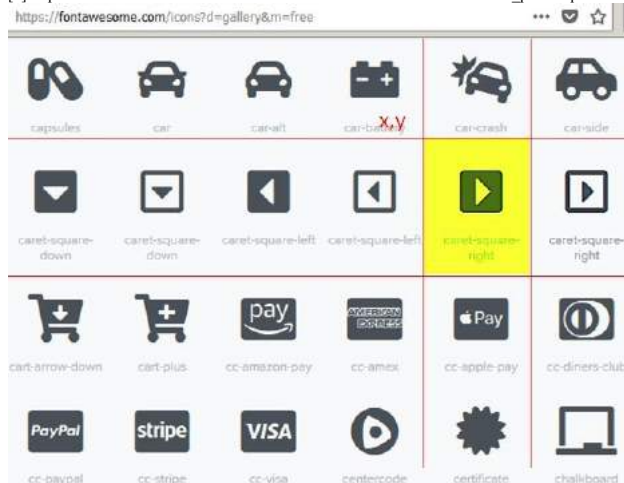 https://fontawesome.com/icons?d=gallery&m=free
capsules car car-alt car-battery car-crash car-side
x,y
caret-square-down caret-square-down caret-square-left caret-square-left caret-square-right caret-square-right
pay AMERICAN EXPRESS Pay
cart-arrow-down cart-plus cc-amazon-pay cc-amex cc-apple-pay cc-diners-club
PayPal stripe VISA
cc-paypal cc-stripe cc-visa centercode certificate chalkboard